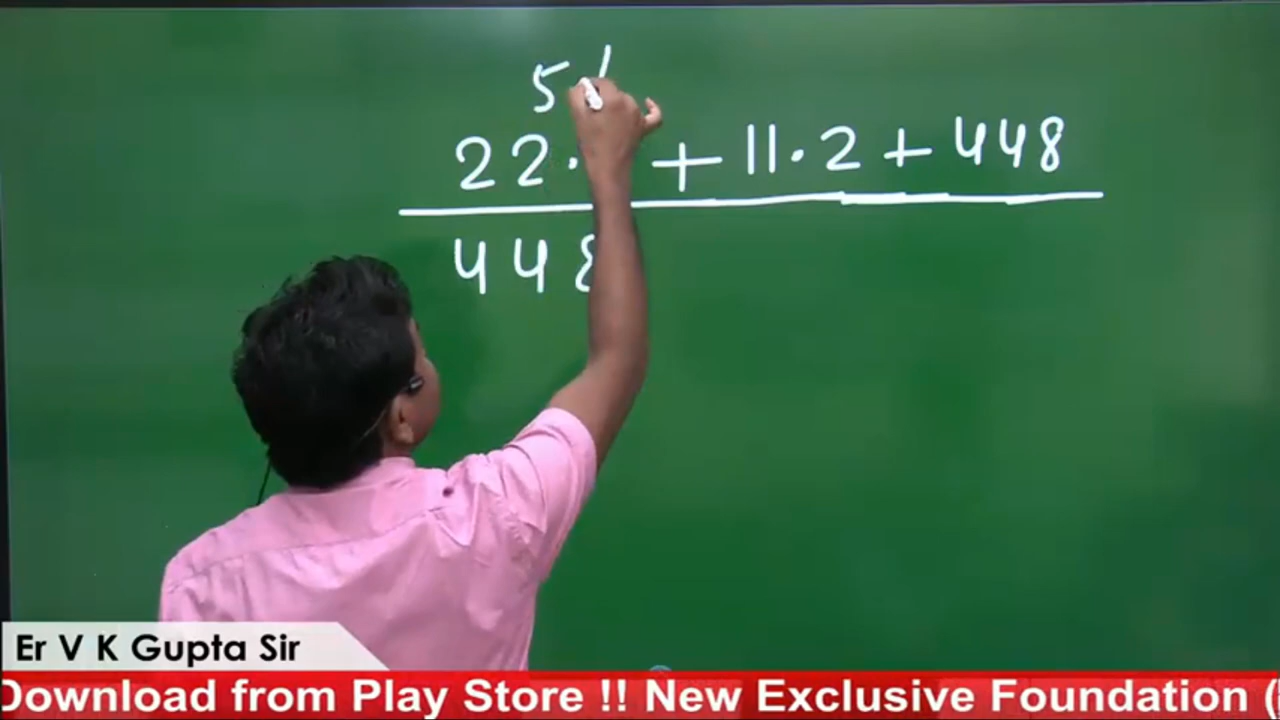 5
22. + 11.2 + 448
448
Er V K Gupta Sir
Download from Play Store !! New Exclusive Foundation (